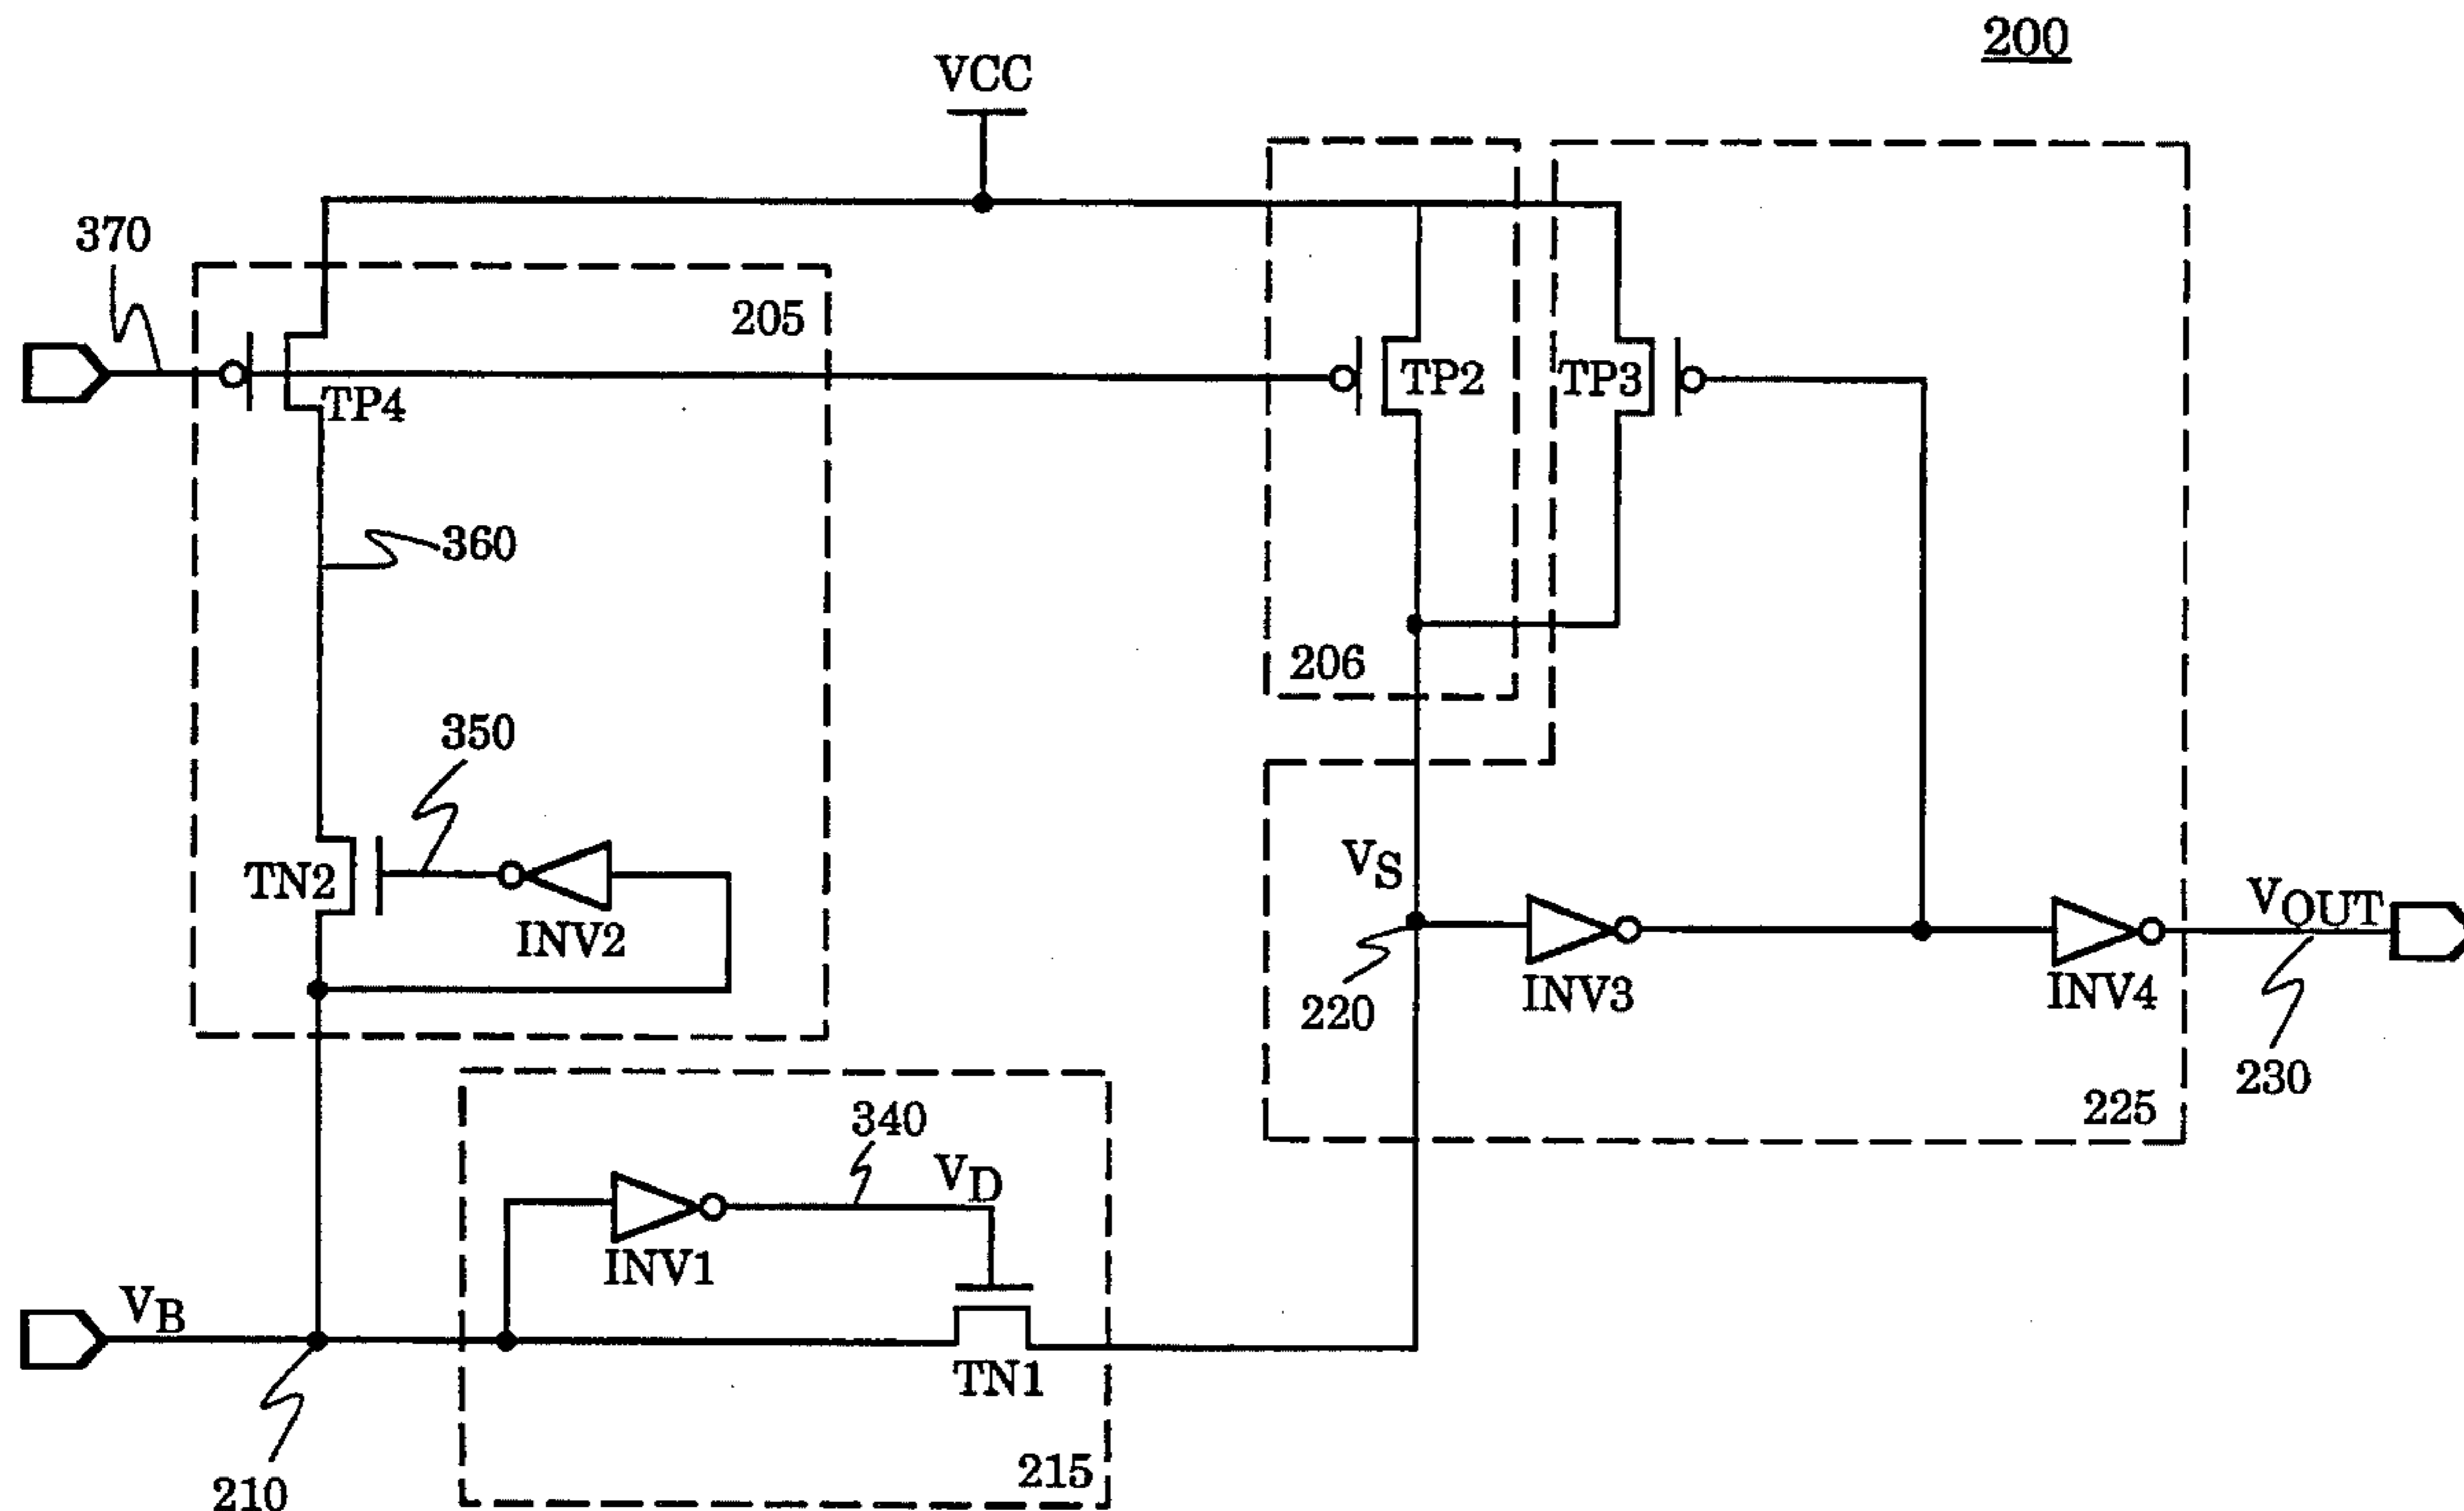 200
VCC
370
205
TP4
TP2
TP3
360
206
350
TN2
INV2
VS
220
INV3
VOUT
INV4
230
225
340
VD
INV1
VB
TN1
210
215